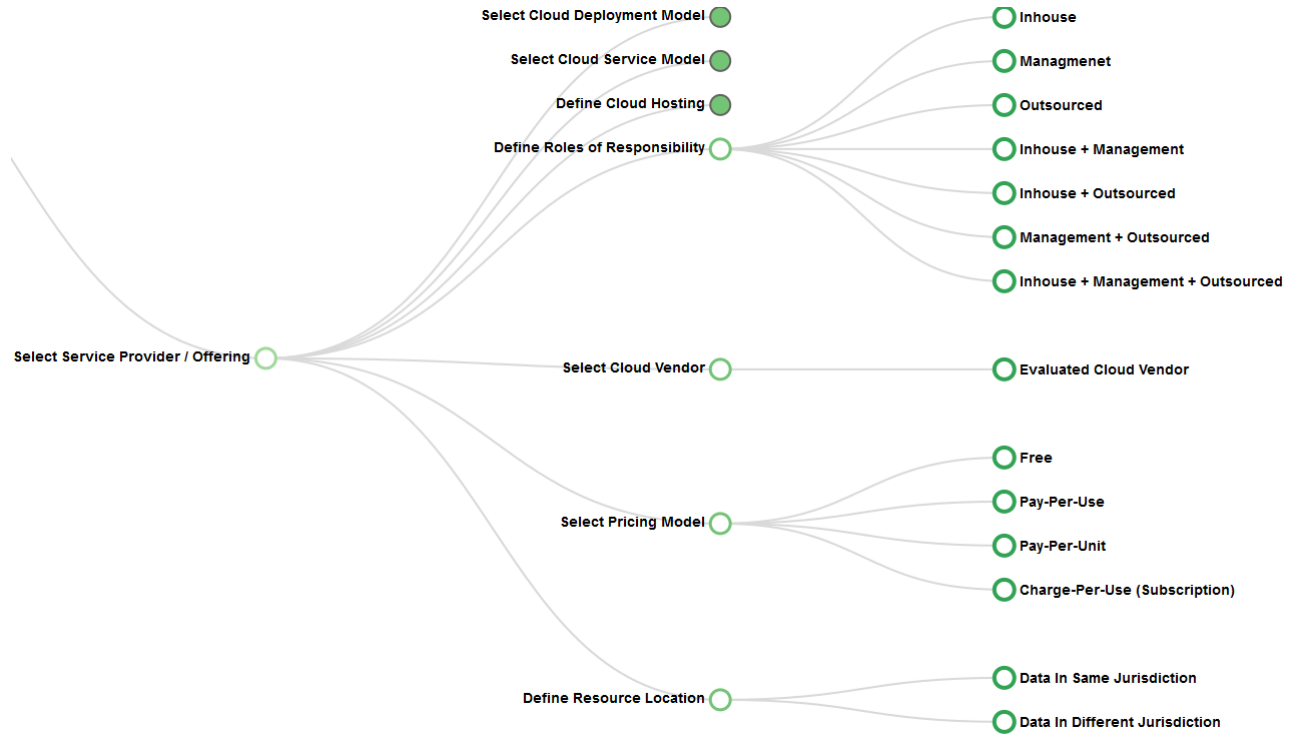 Select Cloud Deployment Model
Select Cloud Service Model
Define Cloud Hosting
Define Roles of Responsibility
Inhouse
Managmenet
Outsourced
Inhouse + Management
Inhouse + Outsourced
Management + Outsourced
Inhouse + Management + Outsourced
Select Service Provider / Offering
Select Cloud Vendor
Evaluated Cloud Vendor
Select Pricing Model
Free
Pay-Per-Use
Pay-Per-Unit
Charge-Per-Use (Subscription)
Define Resource Location
Data In Same Jurisdiction
Data In Different Jurisdiction